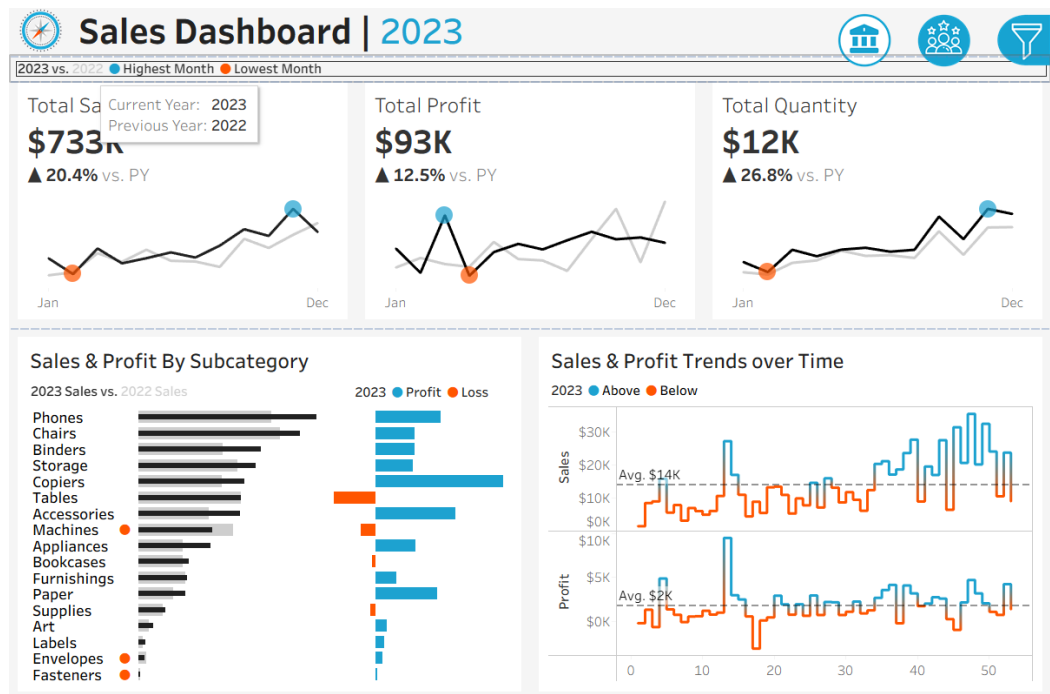 Sales Dashboard | 2023
2023 vs. 2022 Highest Month Lowest Month
Current Year: 2023
Previous Year: 2022
Total Sa
$733K
▲ 20.4% vs. PY
Jan Dec
Total Profit
$93K
▲ 12.5% vs. PY
Jan Dec
Total Quantity
$12K
▲ 26.8% vs. PY
Jan Dec
Sales & Profit By Subcategory
2023 Sales vs. 2022 Sales
2023 Profit Loss
Phones
Chairs
Binders
Storage
Copiers
Tables
Accessories
Machines
Appliances
Bookcases
Furnishings
Paper
Supplies
Art
Labels
Envelopes
Fasteners
Sales & Profit Trends over Time
2023 Above Below
Sales
$30K
$20K
$10K
$0K
Avg. $14K
Profit
$10K
$5K
$0K
Avg. $2K
0 10 20 30 40 50